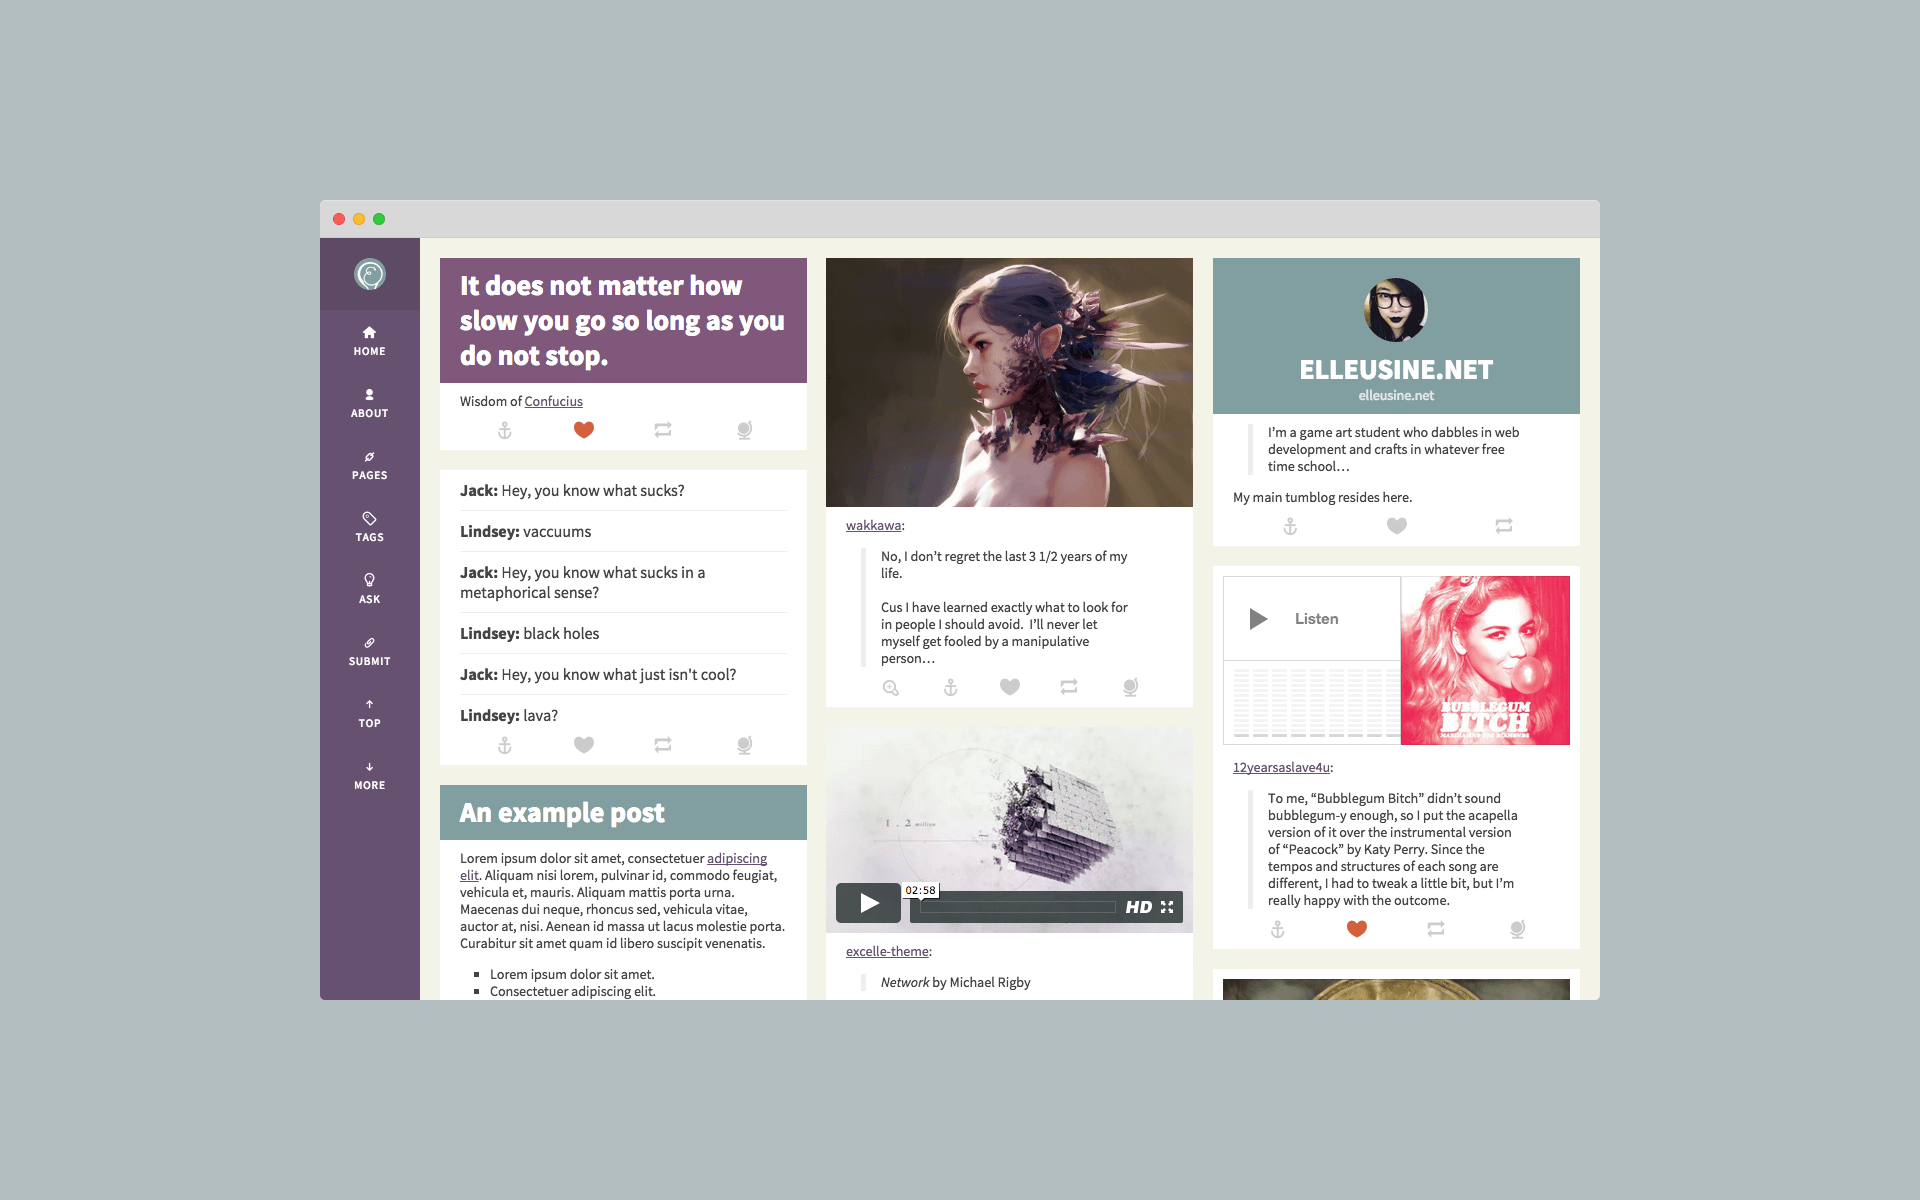 HOME
ABOUT
PAGES
TAGS
ASK
SUBMIT
TOP
MORE
It does not matter how
slow you go so long as you
do not stop.
Wisdom of Confucius
Jack: Hey, you know what sucks?
Lindsey: vaccuums
Jack: Hey, you know what sucks in a
metaphorical sense?
Lindsey: black holes
Jack: Hey, you know what just isn't cool?
Lindsey: lava?
An example post
Lorem ipsum dolor sit amet, consectetuer adipiscing
elit. Aliquam nisi lorem, pulvinar id, commodo feugiat,
vehicula et, mauris. Aliquam mattis porta urna.
Maecenas dui neque, rhoncus sed, vehicula vitae,
auctor at, nisi. Aenean id massa ut lacus molestie porta.
Curabitur sit amet quam id libero suscipit venenatis.
Lorem ipsum dolor sit amet.
Consectetuer adipiscing elit.
wakkawa:
No, I don’t regret the last 3 1/2 years of my
life.
Cus I have learned exactly what to look for
in people I should avoid.  I’ll never let
myself get fooled by a manipulative
person…
1.2 million
02:58
HD
excelle-theme:
Network by Michael Rigby
ELLEUSINE.NET
elleusine.net
I’m a game art student who dabbles in web
development and crafts in whatever free
time school…
My main tumblog resides here.
Listen
BUBBLEGUM
BITCH
MARINA AND THE DIAMONDS
12yearsaslave4u:
To me, “Bubblegum Bitch” didn’t sound
bubblegum-y enough, so I put the acapella
version of it over the instrumental version
of “Peacock” by Katy Perry. Since the
tempos and structures of each song are
different, I had to tweak a little bit, but I’m
really happy with the outcome.